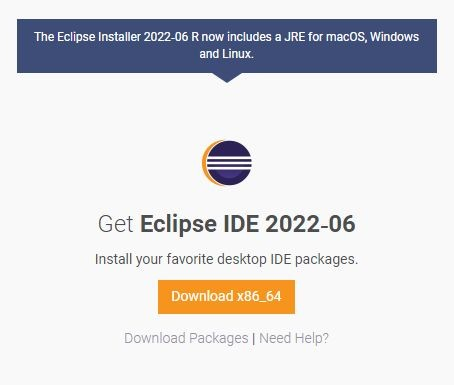 The Eclipse Installer 2022-06 R now includes a JRE for macOS, Windows
and Linux.
Get Eclipse IDE 2022-06
Install your favorite desktop IDE packages.
Download x86_64
Download Packages | Need Help?